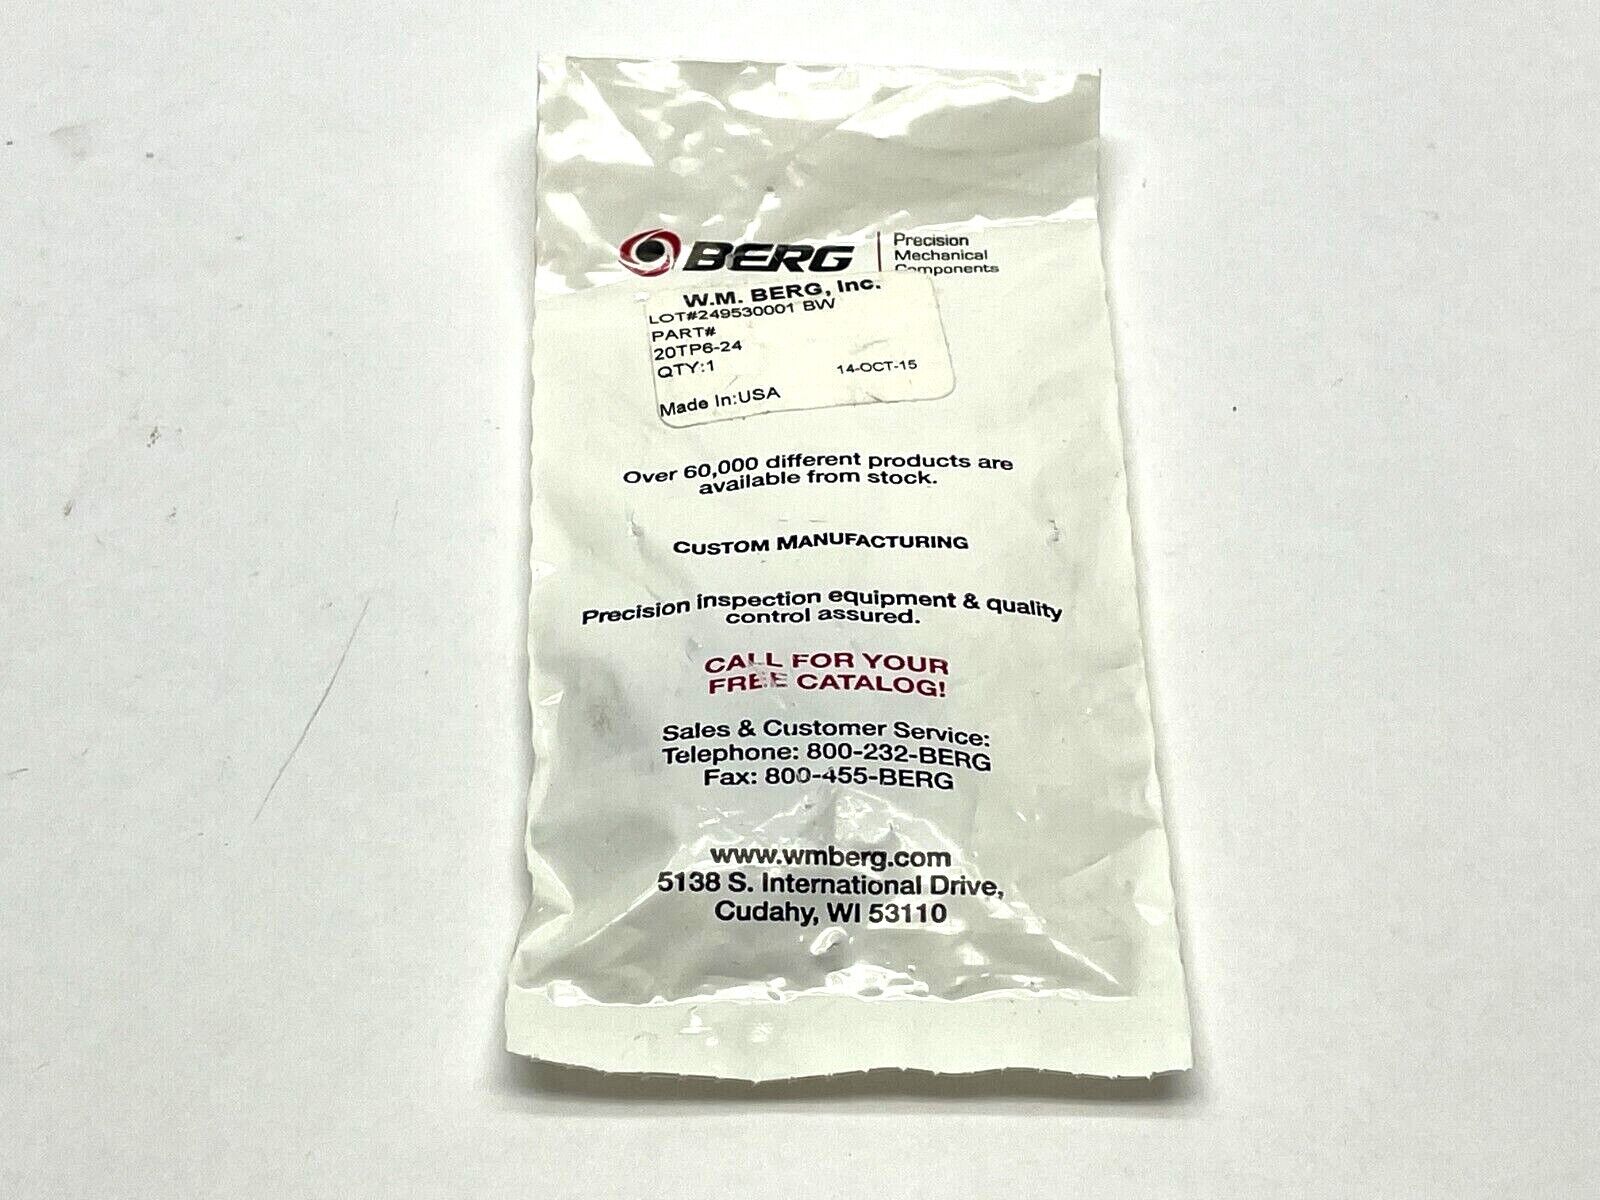 BERG
Precision
Mechanical
Components
W.M. BERG, Inc.
LOT#249530001 BW
PART#
20TP6-24
QTY:1 14-OCT-15
Made In:USA
Over 60,000 different products are
available from stock.
CUSTOM MANUFACTURING
Precision inspection equipment & quality
control assured.
CALL FOR YOUR
FREE CATALOG!
Sales & Customer Service:
Telephone: 800-232-BERG
Fax: 800-455-BERG
www.wmberg.com
5138 S. International Drive,
Cudahy, WI 53110